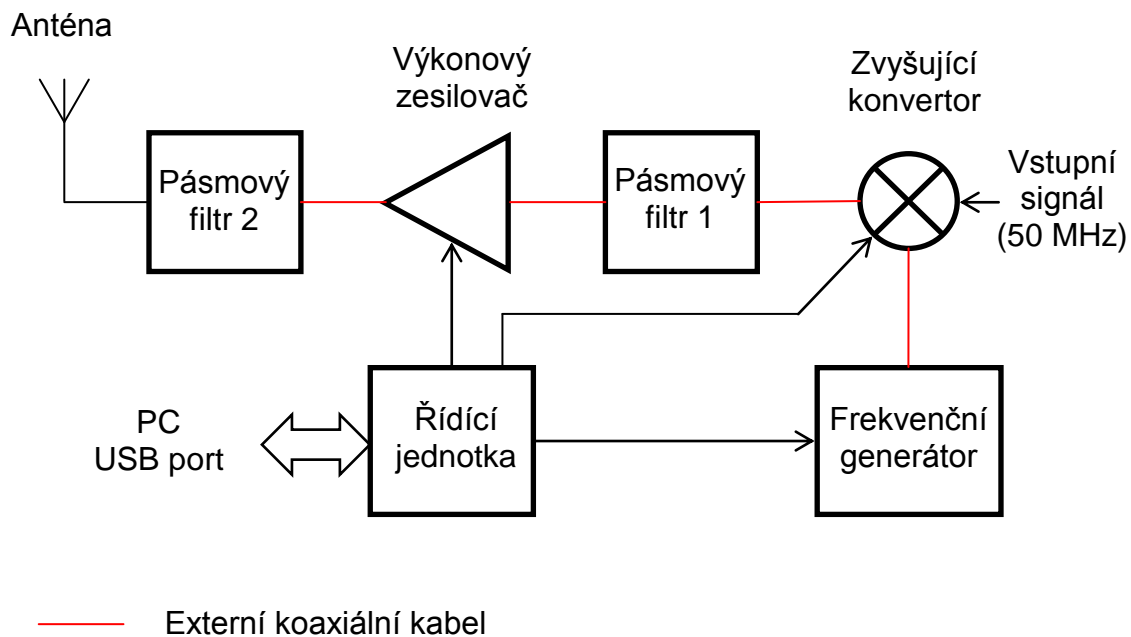 Anténa
Výkonový
zesilovač
Zvyšující
konvertor
Pásmový
filtr 2
Pásmový
filtr 1
Vstupní
signál
(50 MHz)
PC
USB port
Řídící
jednotka
Frekvenční
generátor
Externí koaxiální kabel